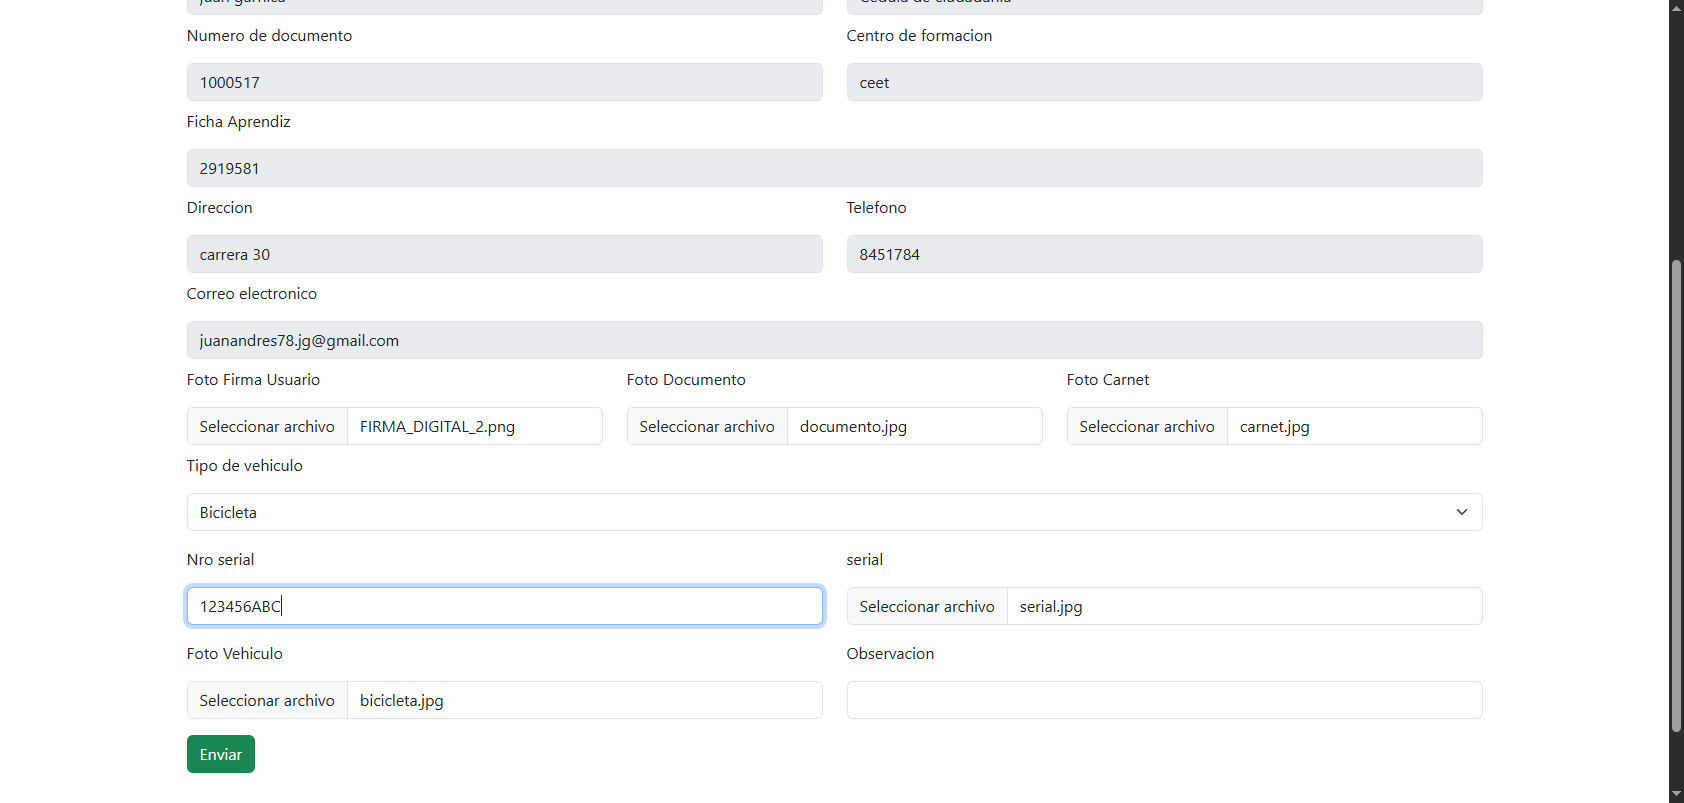 Numero de documento
Centro de formacion
1000517
ceet
Ficha Aprendiz
2919581
Direccion
Telefono
carrera 30
8451784
Correo electronico
juanandres78.jg@gmail.com
Foto Firma Usuario
Foto Documento
Foto Carnet
Seleccionar archivo FIRMA_DIGITAL_2.png
Seleccionar archivo documento.jpg
Seleccionar archivo carnet.jpg
Tipo de vehiculo
Bicicleta
Nro serial
serial
123456ABC
Seleccionar archivo serial.jpg
Foto Vehiculo
Observacion
Seleccionar archivo bicicleta.jpg
Enviar